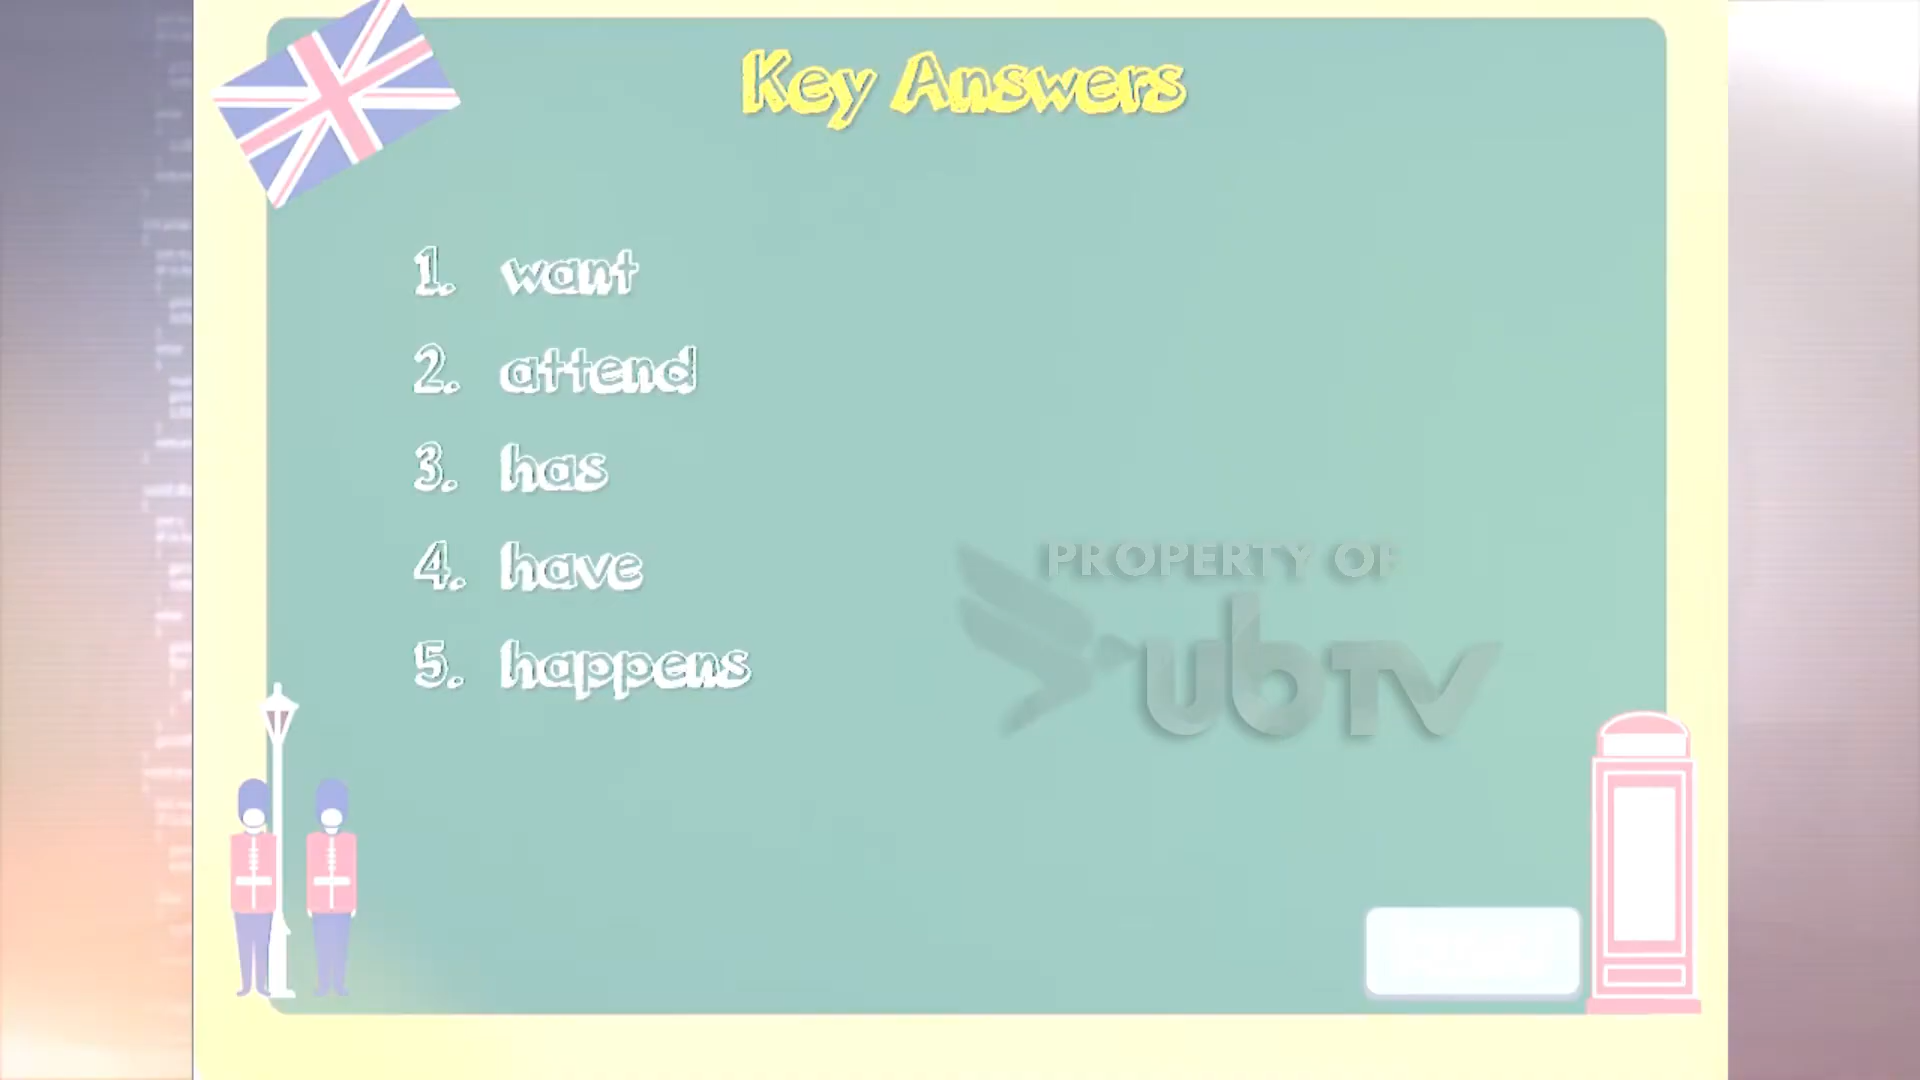 Key Answers
1. want
2. attend
3. has
4. have
5. happens
PROPERTY OF
UBTV